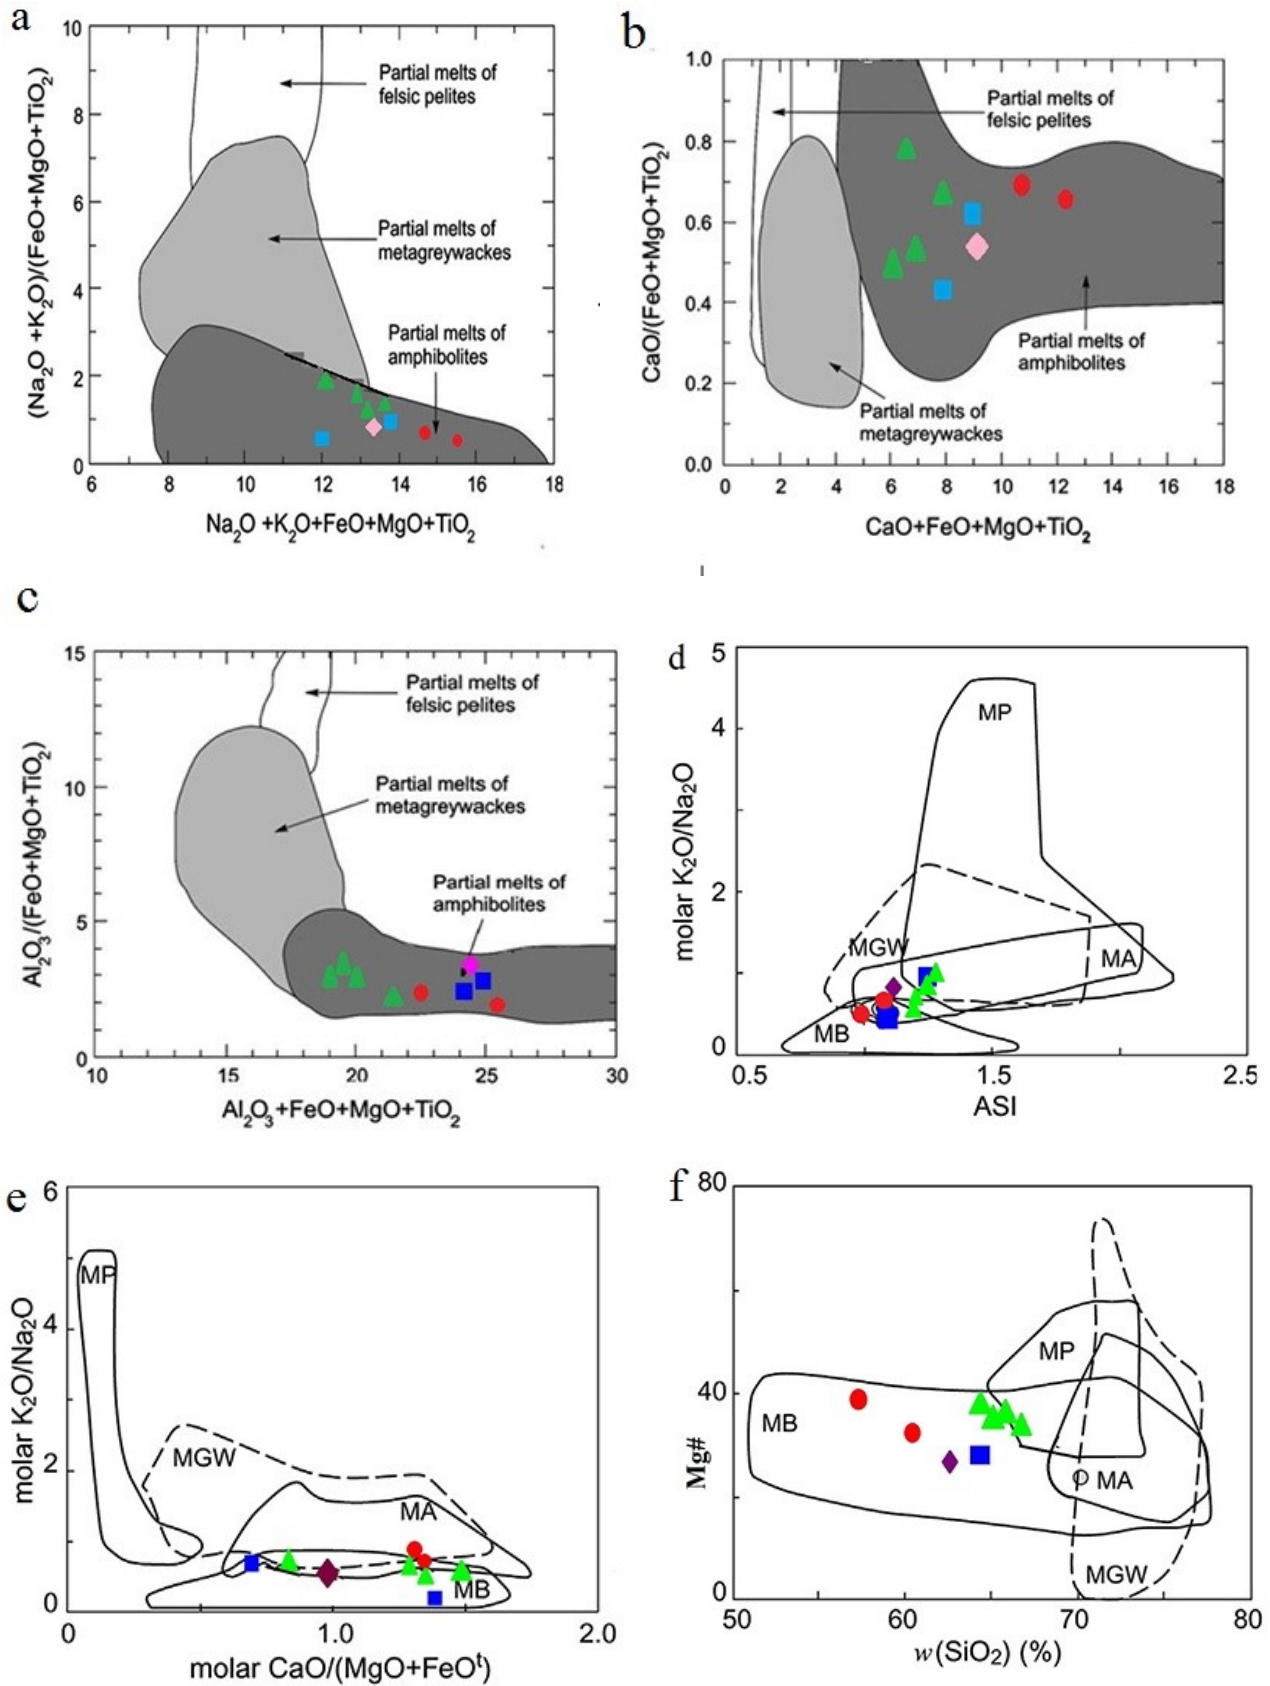 a
10
8
6
4
2
0
(Na₂O +K₂O)/(FeO+MgO+TiO₂)
Partial melts of
felsic pelites
Partial melts of
metagreywackes
Partial melts of
amphibolites
6 8 10 12 14 16 18
Na₂O +K₂O+FeO+MgO+TiO₂
b
1.0
0.8
0.6
0.4
0.2
0.0
CaO/(FeO+MgO+TiO₂)
Partial melts of
felsic pelites
Partial melts of
amphibolites
Partial melts of
metagreywackes
0 2 4 6 8 10 12 14 16 18
CaO+FeO+MgO+TiO₂
c
15
10
5
0
Al₂O₃/(FeO+MgO+TiO₂)
Partial melts of
felsic pelites
Partial melts of
metagreywackes
Partial melts of
amphibolites
10 15 20 25 30
Al₂O₃+FeO+MgO+TiO₂
d
5
4
2
0
molar K₂O/Na₂O
MP
MGW
MA
MB
0.5 1.5 2.5
ASI
e
6
4
2
0
molar K₂O/Na₂O
MP
MGW
MA
MB
0 1.0 2.0
molar CaO/(MgO+FeOᵗ)
f
80
40
0
Mg#
MP
MB
MA
MGW
50 60 70 80
w(SiO₂) (%)